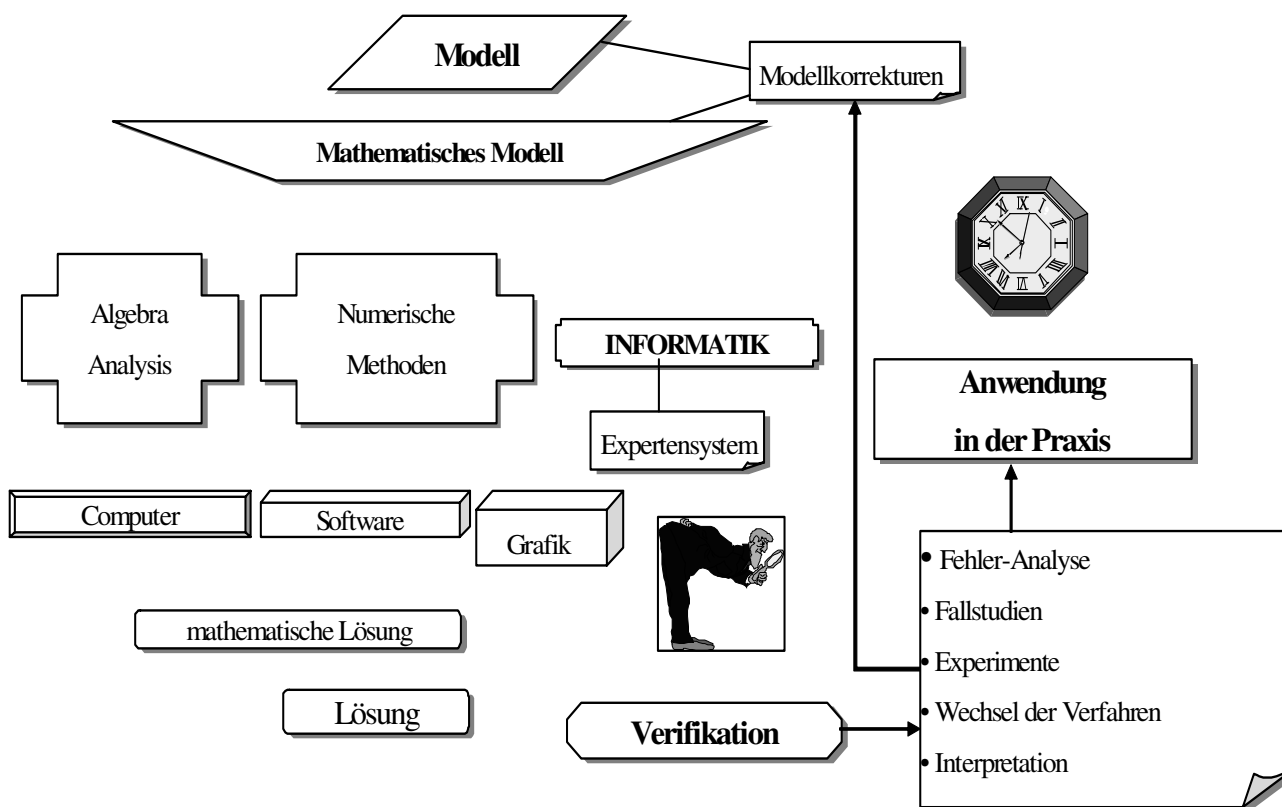 Modell
Modellkorrekturen
Mathematisches Modell
Algebra
Analysis
Numerische
Methoden
INFORMATIK
Expertensystem
Anwendung
in der Praxis
Computer
Software
Grafik
• Fehler-Analyse
• Fallstudien
• Experimente
• Wechsel der Verfahren
• Interpretation
mathematische Lösung
Lösung
Verifikation